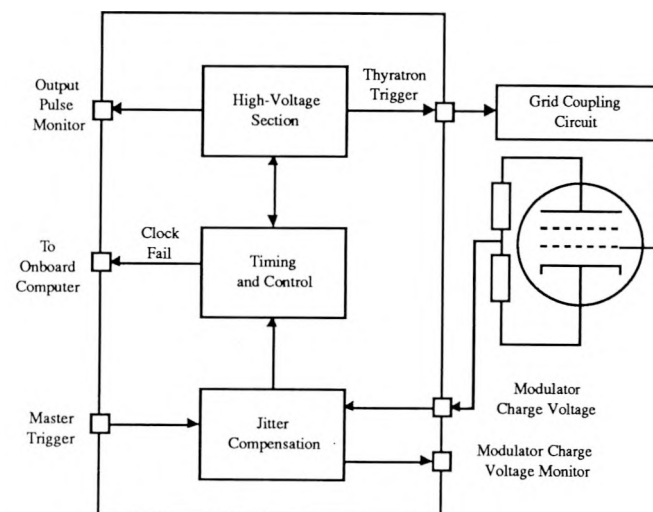 Output
Pulse
Monitor
High-Voltage
Section
Thyratron
Trigger
Grid Coupling
Circuit
To
Onboard
Computer
Clock
Fail
Timing
and Control
Master
Trigger
Jitter
Compensation
Modulator
Charge Voltage
Modulator Charge
Voltage Monitor